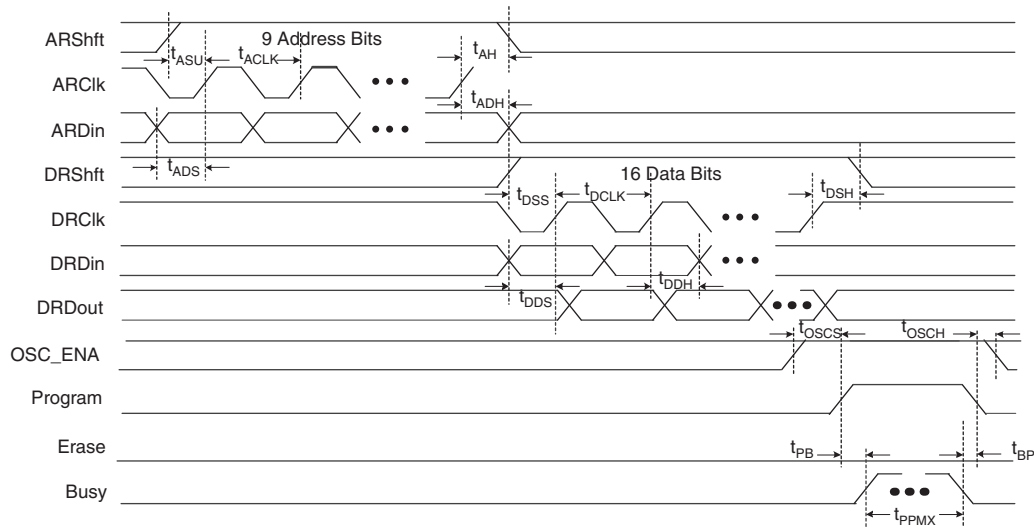 ARShft
9 Address Bits
tASU
tACLK
tAH
ARClk
tADH
ARDin
tADS
DRShft
16 Data Bits
tDSS
tDCLK
tDSH
DRClk
DRDin
tDDS
tDDH
DRDout
tOSCS
tOSCH
OSC_ENA
Program
Erase
tPB
tBP
Busy
tPPMX